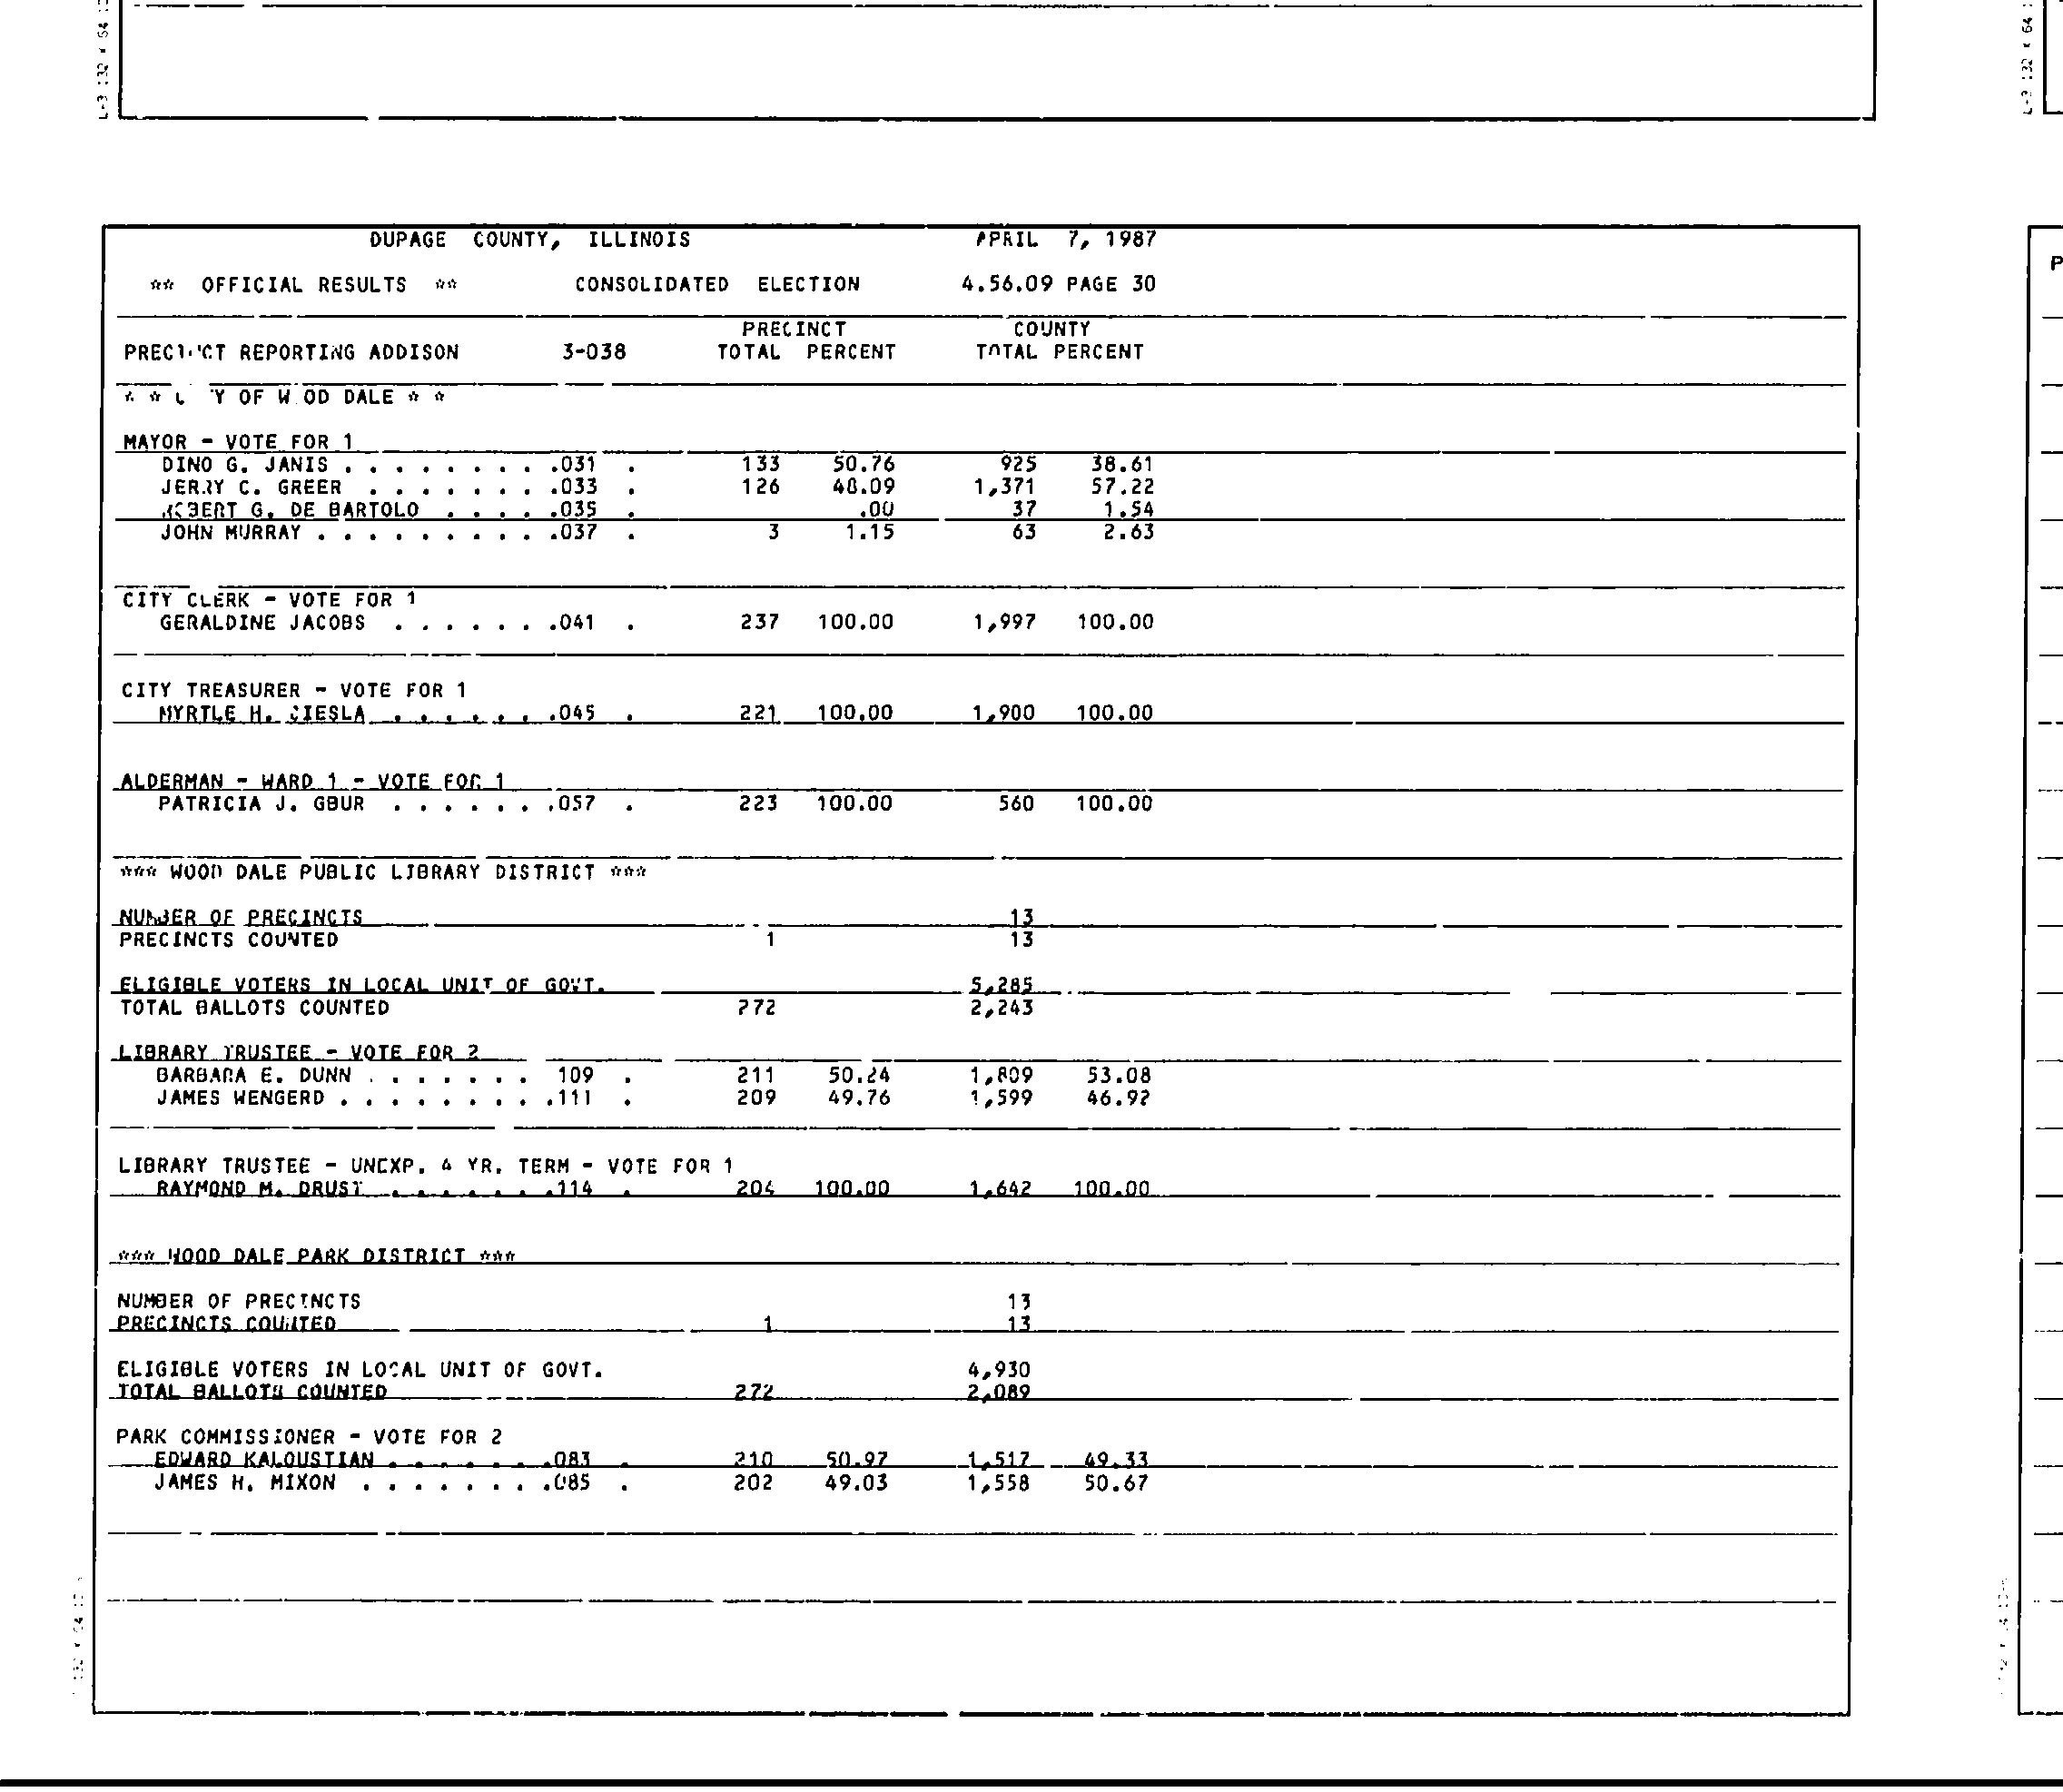 L-3 132 x 64
L-3 132 x 64
DUPAGE COUNTY, ILLINOIS APRIL 7, 1987
** OFFICIAL RESULTS ** CONSOLIDATED ELECTION 4.56.09 PAGE 30
PRECINCT COUNTY
PRECINCT REPORTING ADDISON 3-038 TOTAL PERCENT TOTAL PERCENT
* * Y OF WOOD DALE * *
MAYOR - VOTE FOR 1
DINO G. JANIS . . . . . . . . .031 . 133 50.76 925 38.61
JERRY C. GREER . . . . . . . .033 . 126 48.09 1,371 57.22
ROBERT G. DE BARTOLO . . . . .035 . .00 37 1.54
JOHN MURRAY . . . . . . . . . .037 . 3 1.15 63 2.63
CITY CLERK - VOTE FOR 1
GERALDINE JACOBS . . . . . . .041 . 237 100.00 1,997 100.00
CITY TREASURER - VOTE FOR 1
MYRTLE H. CIESLA . . . . . . .045 . 221 100.00 1,900 100.00
ALDERMAN - WARD 1 - VOTE FOR 1
PATRICIA J. GBUR . . . . . . .057 . 223 100.00 560 100.00
*** WOOD DALE PUBLIC LIBRARY DISTRICT ***
NUMBER OF PRECINCTS 13
PRECINCTS COUNTED 1 13
ELIGIBLE VOTERS IN LOCAL UNIT OF GOVT. 5,285
TOTAL BALLOTS COUNTED 272 2,243
LIBRARY TRUSTEE - VOTE FOR 2
BARBARA E. DUNN . . . . . . . 109 . 211 50.24 1,809 53.08
JAMES WENGERD . . . . . . . . .111 . 209 49.76 1,599 46.92
LIBRARY TRUSTEE - UNEXP. 4 YR. TERM - VOTE FOR 1
RAYMOND M. DRUST . . . . . . .114 . 204 100.00 1,642 100.00
*** WOOD DALE PARK DISTRICT ***
NUMBER OF PRECINCTS 13
PRECINCTS COUNTED 1 13
ELIGIBLE VOTERS IN LOCAL UNIT OF GOVT. 4,930
TOTAL BALLOTS COUNTED 272 2,089
PARK COMMISSIONER - VOTE FOR 2
EDWARD KALOUSTIAN . . . . . . .083 . 210 50.97 1,517 49.33
JAMES H. MIXON . . . . . . . .085 . 202 49.03 1,558 50.67
P